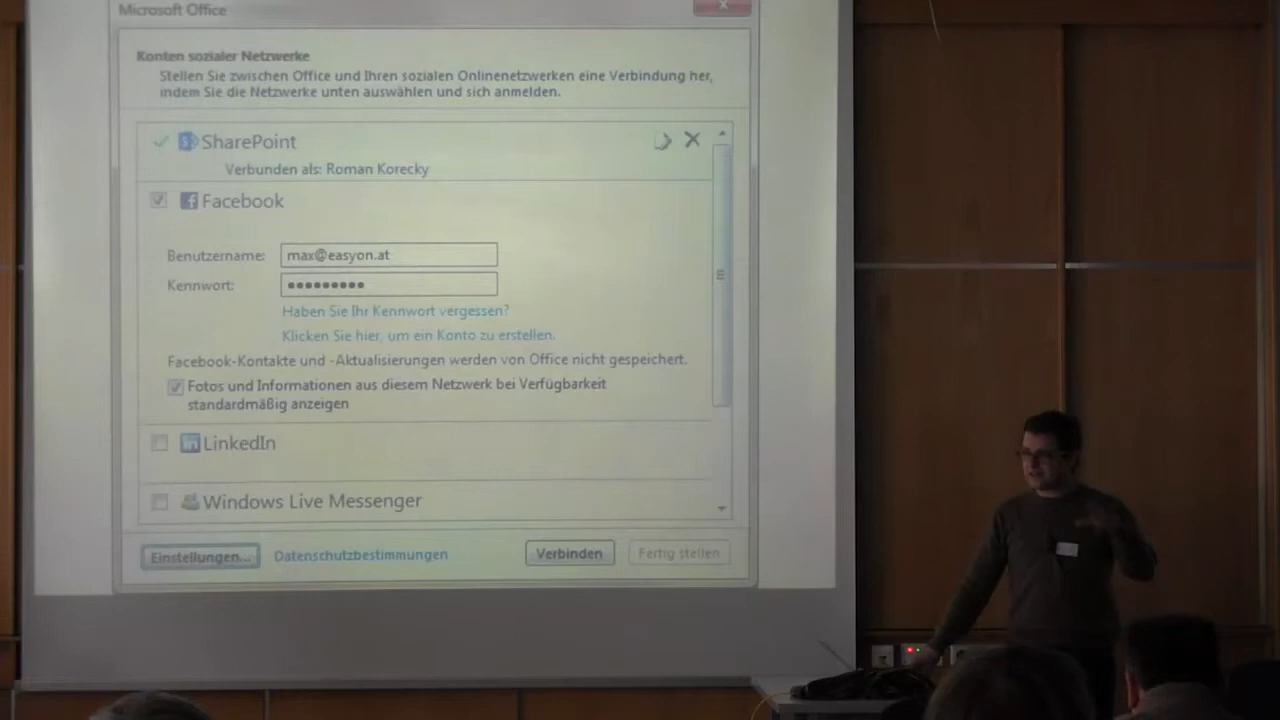 Microsoft Office
Konten sozialer Netzwerke
Stellen Sie zwischen Office und Ihren sozialen Onlinenetzwerken eine Verbindung her,
indem Sie die Netzwerke unten auswählen und sich anmelden.
SharePoint
Verbunden als: Roman Korecky
Facebook
Benutzername: max@easyon.at
Kennwort: •••••••••
Haben Sie Ihr Kennwort vergessen?
Klicken Sie hier, um ein Konto zu erstellen.
Facebook-Kontakte und -Aktualisierungen werden von Office nicht gespeichert.
Fotos und Informationen aus diesem Netzwerk bei Verfügbarkeit
standardmäßig anzeigen
LinkedIn
Windows Live Messenger
Einstellungen... Datenschutzbestimmungen Verbinden Fertig stellen